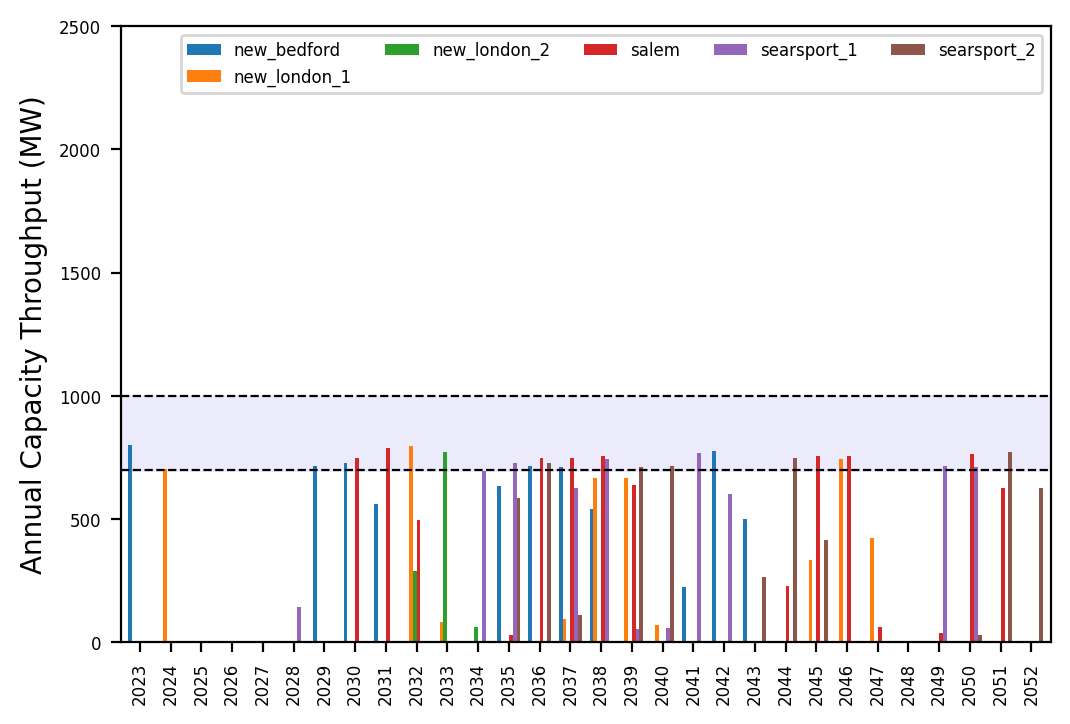 2500
2000
1500
1000
500
0
Annual Capacity Throughput (MW)
new_bedford new_london_2 salem searsport_1 searsport_2
new_london_1
2023 2024 2025 2026 2027 2028 2029 2030 2031 2032 2033 2034 2035 2036 2037 2038 2039 2040 2041 2042 2043 2044 2045 2046 2047 2048 2049 2050 2051 2052